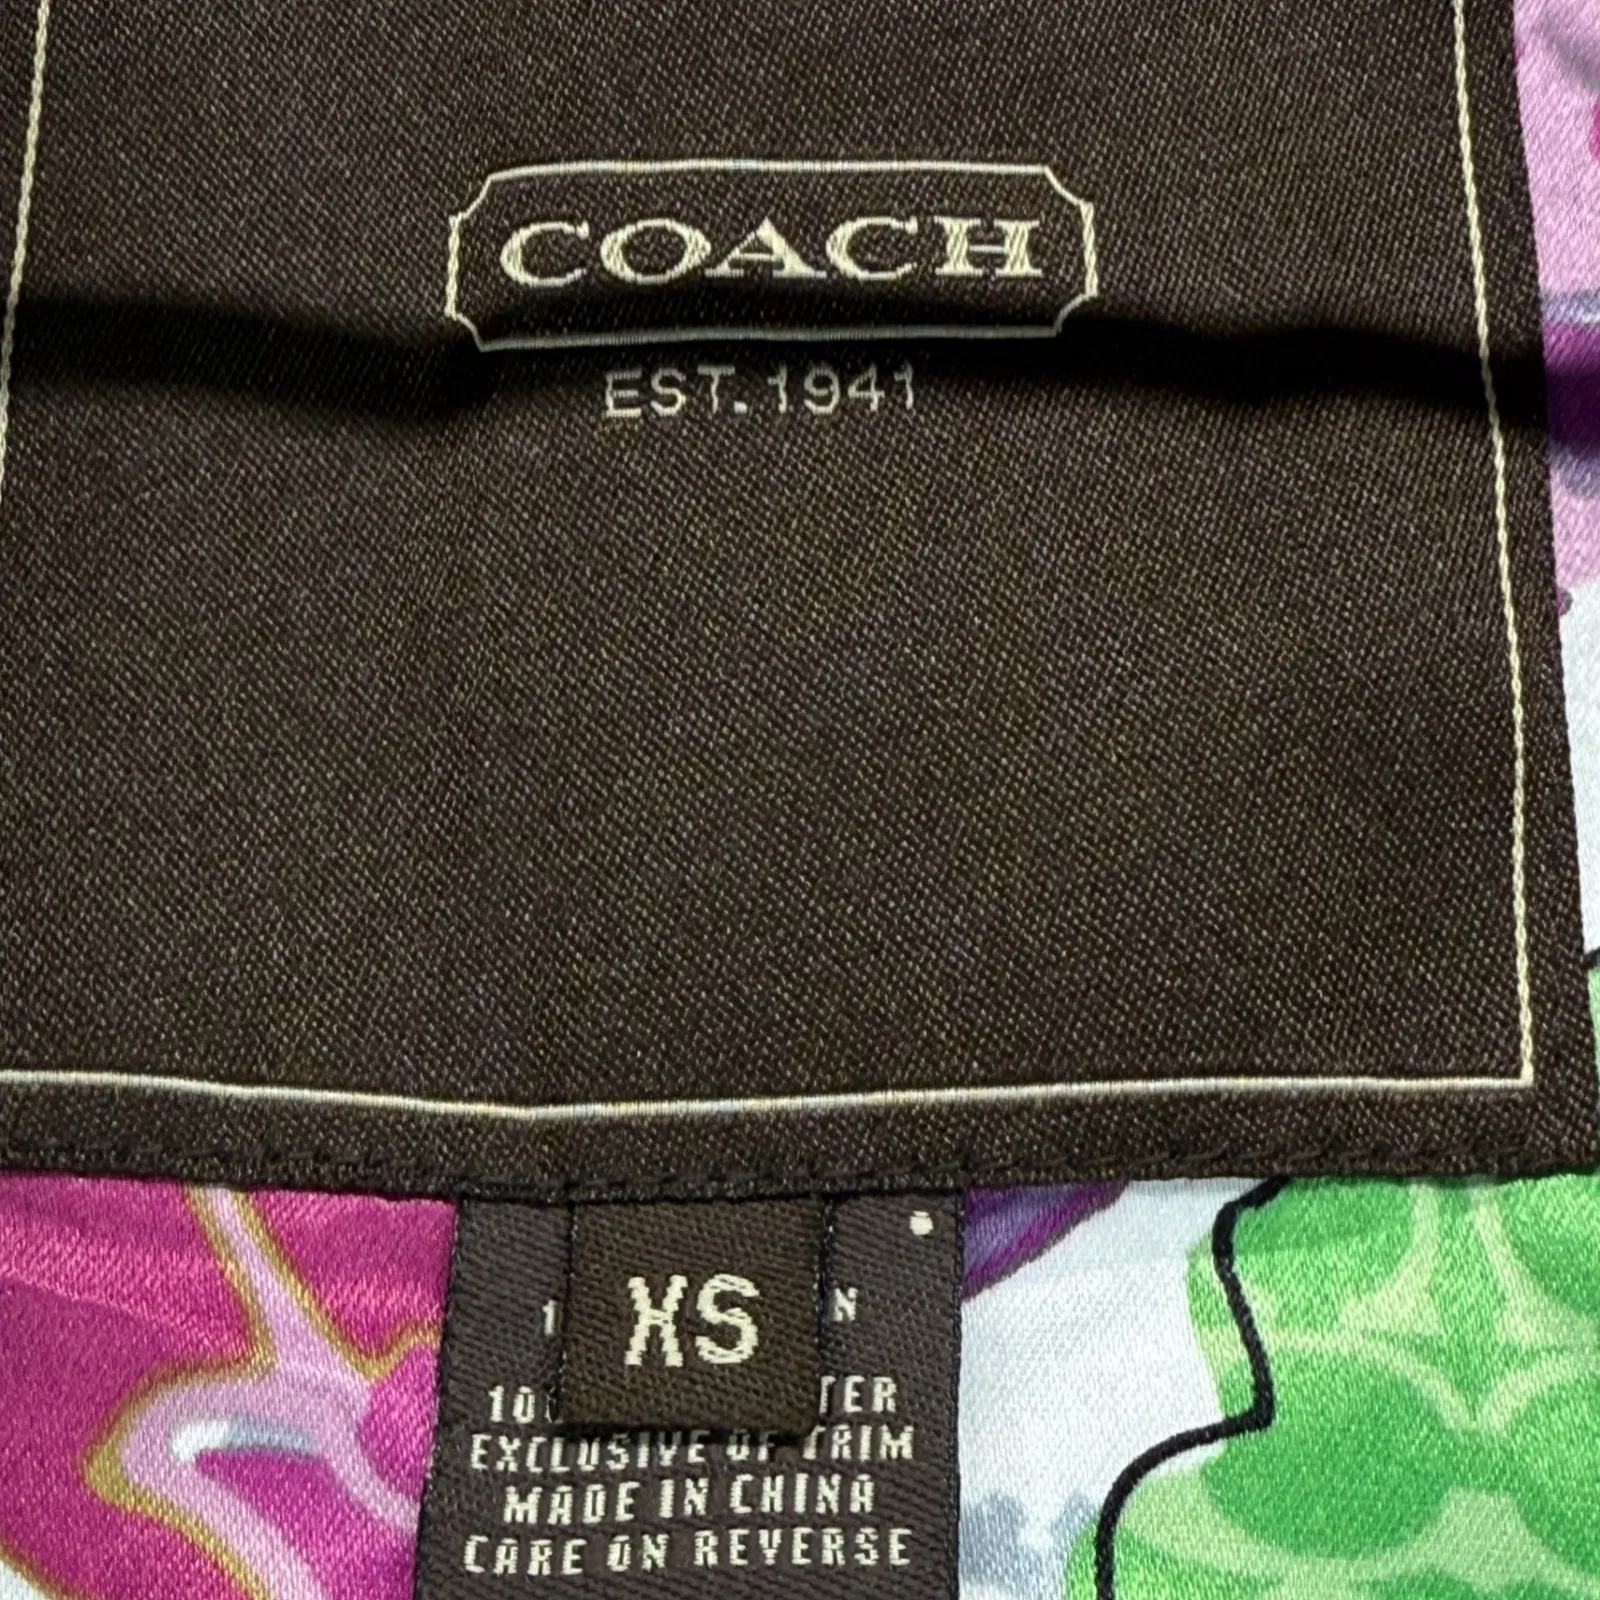 COACH
EST. 1941
XS
EXCLUSIVE OF TRIM
MADE IN CHINA
CARE ON REVERSE